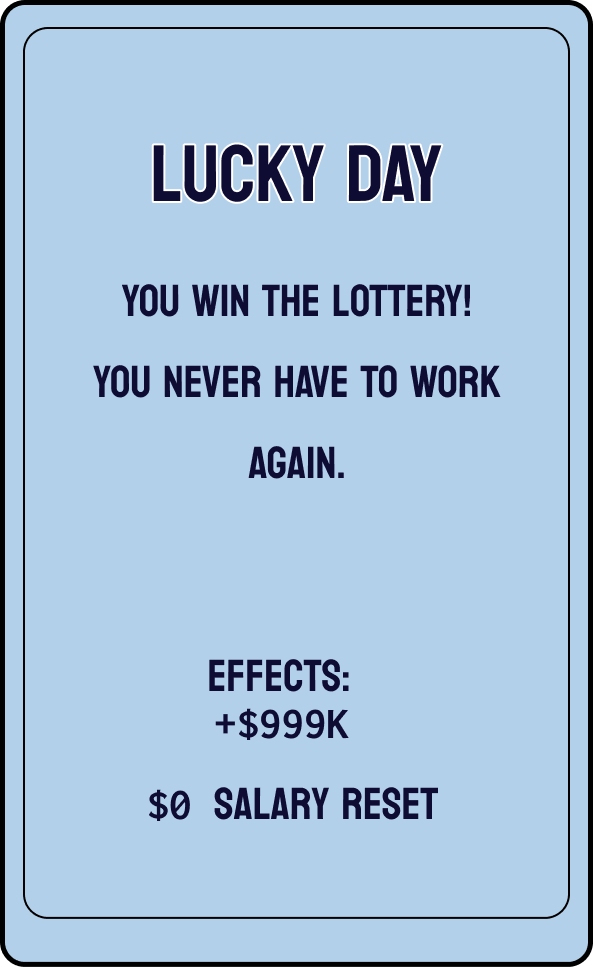 LUCKY DAY
YOU WIN THE LOTTERY!
YOU NEVER HAVE TO WORK
AGAIN.
EFFECTS:
+$999K
$0 SALARY RESET